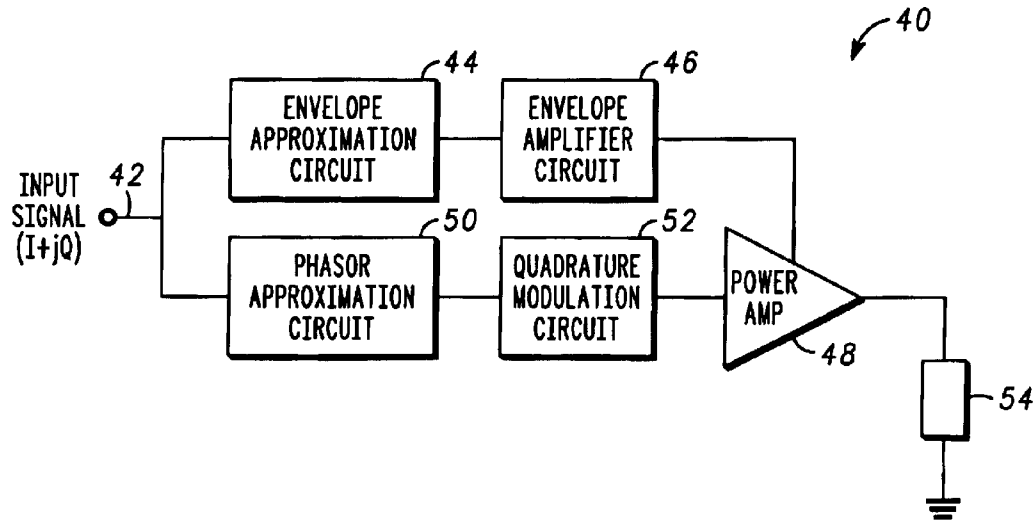 40
44
46
ENVELOPE
APPROXIMATION
CIRCUIT
ENVELOPE
AMPLIFIER
CIRCUIT
INPUT
SIGNAL
(I+jQ)
42
50
52
PHASOR
APPROXIMATION
CIRCUIT
QUADRATURE
MODULATION
CIRCUIT
POWER
AMP
48
54